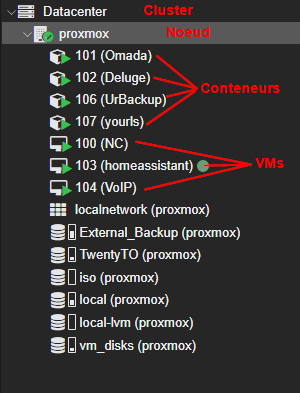 Datacenter Cluster
proxmox Noeud
101 (Omada)
102 (Deluge)
106 (UrBackup) Conteneurs
107 (yourls)
100 (NC)
103 (homeassistant) VMs
104 (VoIP)
localnetwork (proxmox)
External_Backup (proxmox)
TwentyTO (proxmox)
iso (proxmox)
local (proxmox)
local-lvm (proxmox)
vm_disks (proxmox)